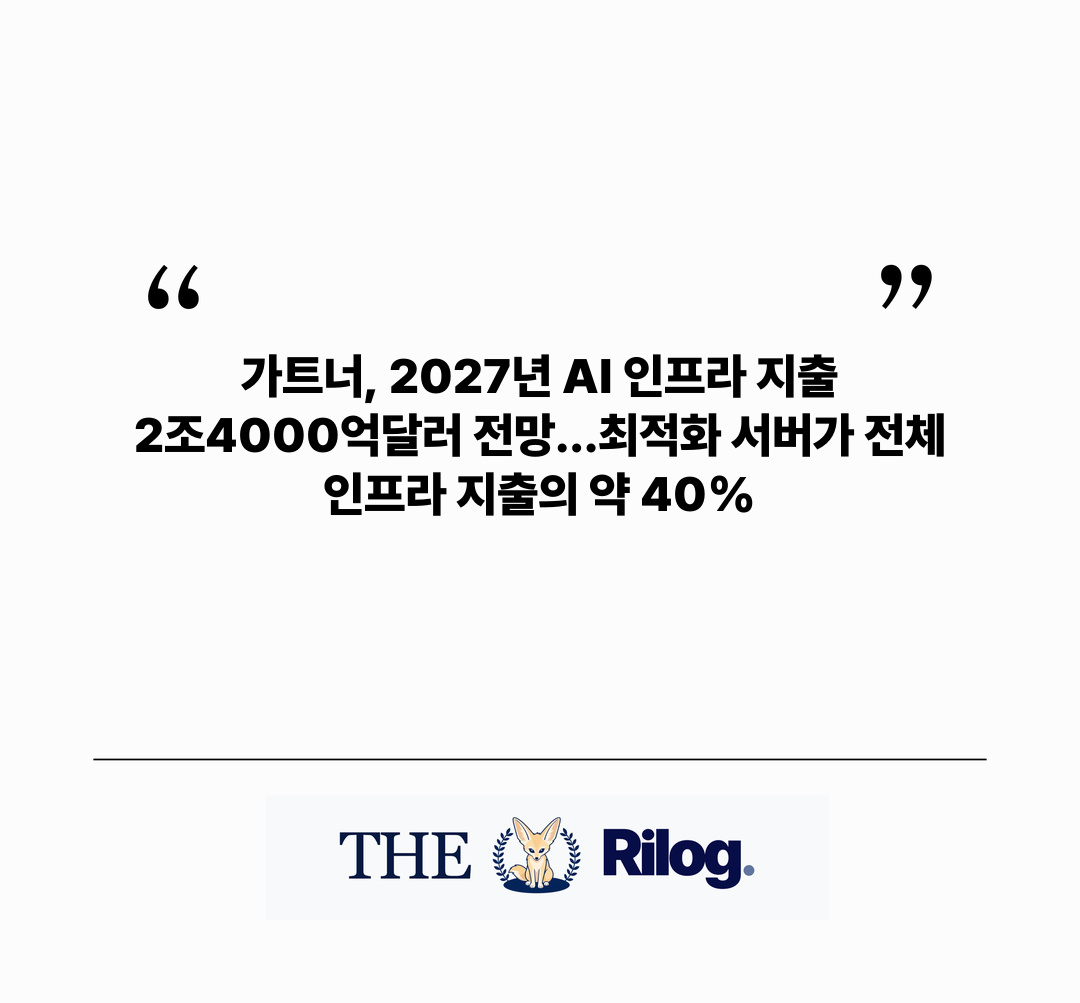 “ ”
가트너, 2027년 AI 인프라 지출
2조4000억달러 전망...최적화 서버가 전체
인프라 지출의 약 40%
THE Rilog.